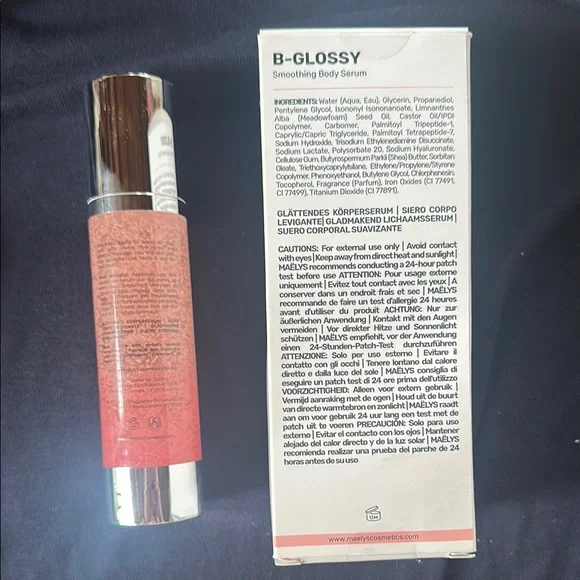 B-GLOSSY
Smoothing Body Serum
INGREDIENTS: Water (Aqua, Eau), Glycerin, Propanediol,
Pentylene Glycol, Isononyl Isononanoate, Limnanthes
Alba (Meadowfoam) Seed Oil, Castor Oil/IPDI
Copolymer, Carbomer, Palmitoyl Tripeptide-1,
Caprylic/Capric Triglyceride, Palmitoyl Tetrapeptide-7,
Sodium Hydroxide, Trisodium Ethylenediamine Disuccinate,
Sodium Lactate, Polysorbate 20, Sodium Hyaluronate,
Cellulose Gum, Butyrospermum Parkii (Shea) Butter, Sorbitan
Oleate, Triethoxycaprylylsilane, Ethylene/Propylene/Styrene
Copolymer, Phenoxyethanol, Butylene Glycol, Chlorphenesin,
Tocopherol, Fragrance (Parfum), Iron Oxides (CI 77491,
CI 77499), Titanium Dioxide (CI 77891).
GLÄTTENDES KÖRPERSERUM | SIERO CORPO
LEVIGANTE| GLADMAKEND LICHAAMSSERUM |
SUERO CORPORAL SUAVIZANTE
CAUTIONS: For external use only | Avoid contact
with eyes | Keep away from direct heat and sunlight |
MAËLYS recommends conducting a 24-hour patch
test before use ATTENTION: Pour usage externe
uniquement | Evitez tout contact avec les yeux | A
conserver dans un endroit frais et sec | MAËLYS
recommande de faire un test d'allergie 24 heures
avant d'utiliser du produit ACHTUNG: Nur zur
äußerlichen Anwendung | Kontakt mit den Augen
vermeiden | Vor direkter Hitze und Sonnenlicht
schützen | MAËLYS empfiehlt, vor der Anwendung
einen 24-Stunden-Patch-Test durchzuführen
ATTENZIONE: Solo per uso esterno | Evitare il
contatto con gli occhi | Tenere lontano dal calore
diretto e dalla luce del sole | MAËLYS consiglia di
eseguire un patch test di 24 ore prima dell'utilizzo
VOORZICHTIGHEID: Alleen voor extern gebruik |
Vermijd aanraking met de ogen | Houd uit de buurt
van directe warmtebron en zonlicht | MAËLYS raadt
aan om voor gebruik 24 uur lang een test met de
patch uit te voeren PRECAUCIÓN: Solo para uso
externo | Evitar el contacto con los ojos | Mantener
alejado del calor directo y de la luz solar | MAËLYS
recomienda realizar una prueba del parche de 24
horas antes de su uso
12M
www.maelyscosmetics.com